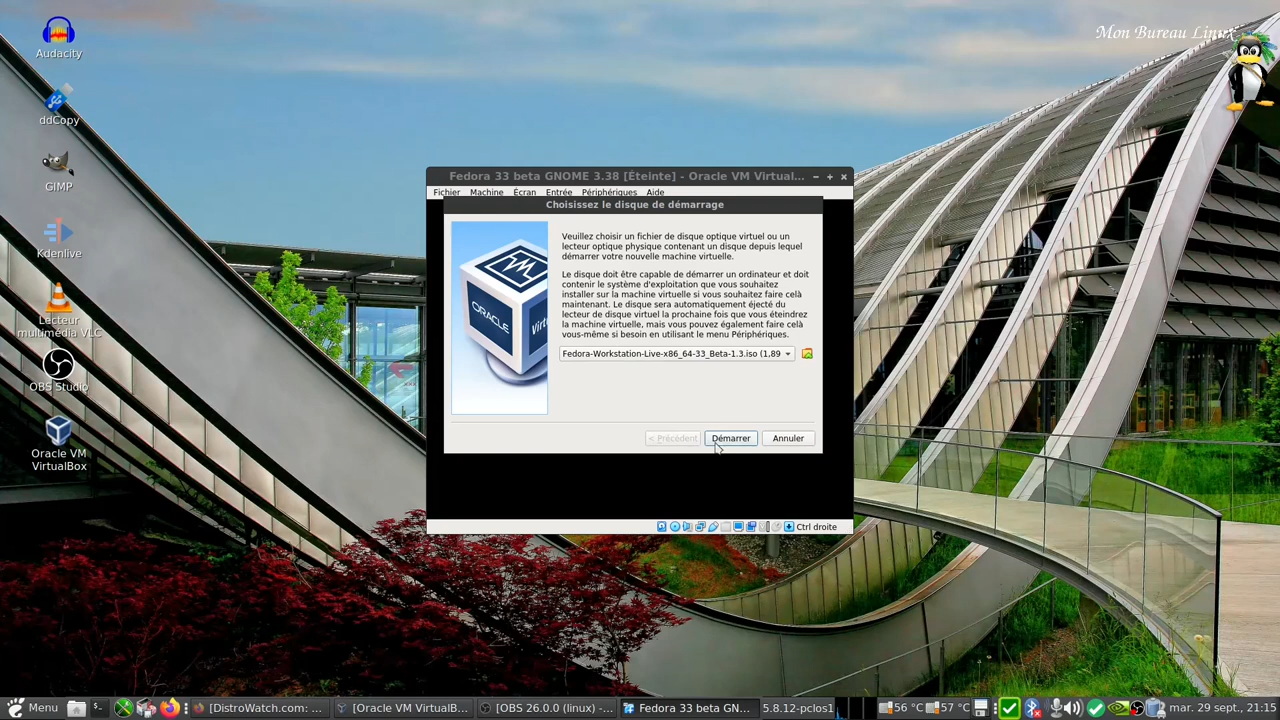 Mon Bureau Linux
Audacity
ddCopy
GIMP
Kdenlive
Lecteur
multimédia VLC
OBS Studio
Oracle VM
VirtualBox
Fedora 33 beta GNOME 3.38 [Éteinte] - Oracle VM Virtual...
Fichier Machine Écran Entrée Périphériques Aide
Choisissez le disque de démarrage
ORACLE
Veuillez choisir un fichier de disque optique virtuel ou un
lecteur optique physique contenant un disque depuis lequel
démarrer votre nouvelle machine virtuelle.
Le disque doit être capable de démarrer un ordinateur et doit
contenir le système d'exploitation que vous souhaitez
installer sur la machine virtuelle si vous souhaitez faire celà
maintenant. Le disque sera automatiquement éjecté du
lecteur de disque virtuel la prochaine fois que vous éteindrez
la machine virtuelle, mais vous pouvez également faire celà
vous-même si besoin en utilisant le menu Périphériques.
Fedora-Workstation-Live-x86_64-33_Beta-1.3.iso (1,89
< Précédent Démarrer Annuler
Ctrl droite
Menu [DistroWatch.com: ... [Oracle VM VirtualB... [OBS 26.0.0 (linux) -... Fedora 33 beta GN... 5.8.12-pclos1 56 °C 57 °C mar. 29 sept., 21:15